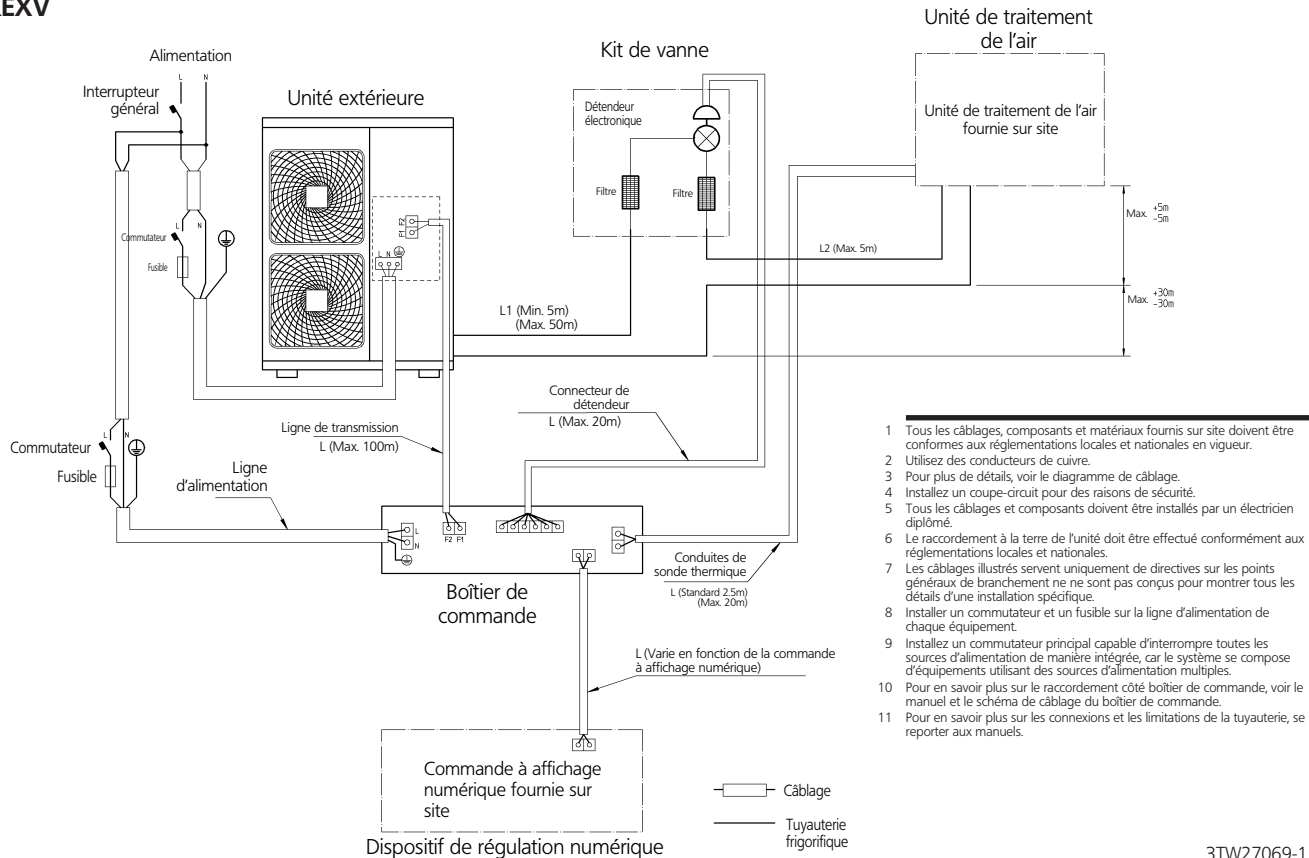 EXV
Unité de traitement
de l'air
Kit de vanne
Alimentation
L
N
Interrupteur
général
Unité extérieure
Détendeur
électronique
Unité de traitement de l'air
fournie sur site
Filtre
Filtre
Max. +5m
-5m
F2
F1
L
N
Commutateur
Fusible
L N
L2 (Max. 5m)
Max. +30m
-30m
L1 (Min. 5m)
(Max. 50m)
Connecteur de
détendeur
L (Max. 20m)
Ligne de transmission
L (Max. 100m)
Commutateur
L
N
Fusible
Ligne
d'alimentation
L
N
F2 F1
Conduites de
sonde thermique
L (Standard 2.5m)
(Max. 20m)
Boîtier de
commande
L (Varie en fonction de la commande
à affichage numérique)
Commande à affichage
numérique fournie sur
site
Dispositif de régulation numérique
Câblage
Tuyauterie
frigorifique
1 Tous les câblages, composants et matériaux fournis sur site doivent être
conformes aux réglementations locales et nationales en vigueur.
2 Utilisez des conducteurs de cuivre.
3 Pour plus de détails, voir le diagramme de câblage.
4 Installez un coupe-circuit pour des raisons de sécurité.
5 Tous les câblages et composants doivent être installés par un électricien
diplômé.
6 Le raccordement à la terre de l'unité doit être effectué conformément aux
réglementations locales et nationales.
7 Les câblages illustrés servent uniquement de directives sur les points
généraux de branchement ne ne sont pas conçus pour montrer tous les
détails d'une installation spécifique.
8 Installer un commutateur et un fusible sur la ligne d'alimentation de
chaque équipement.
9 Installez un commutateur principal capable d'interrompre toutes les
sources d'alimentation de manière intégrée, car le système se compose
d'équipements utilisant des sources d'alimentation multiples.
10 Pour en savoir plus sur le raccordement côté boîtier de commande, voir le
manuel et le schéma de câblage du boîtier de commande.
11 Pour en savoir plus sur les connexions et les limitations de la tuyauterie, se
reporter aux manuels.
3TW27069-1